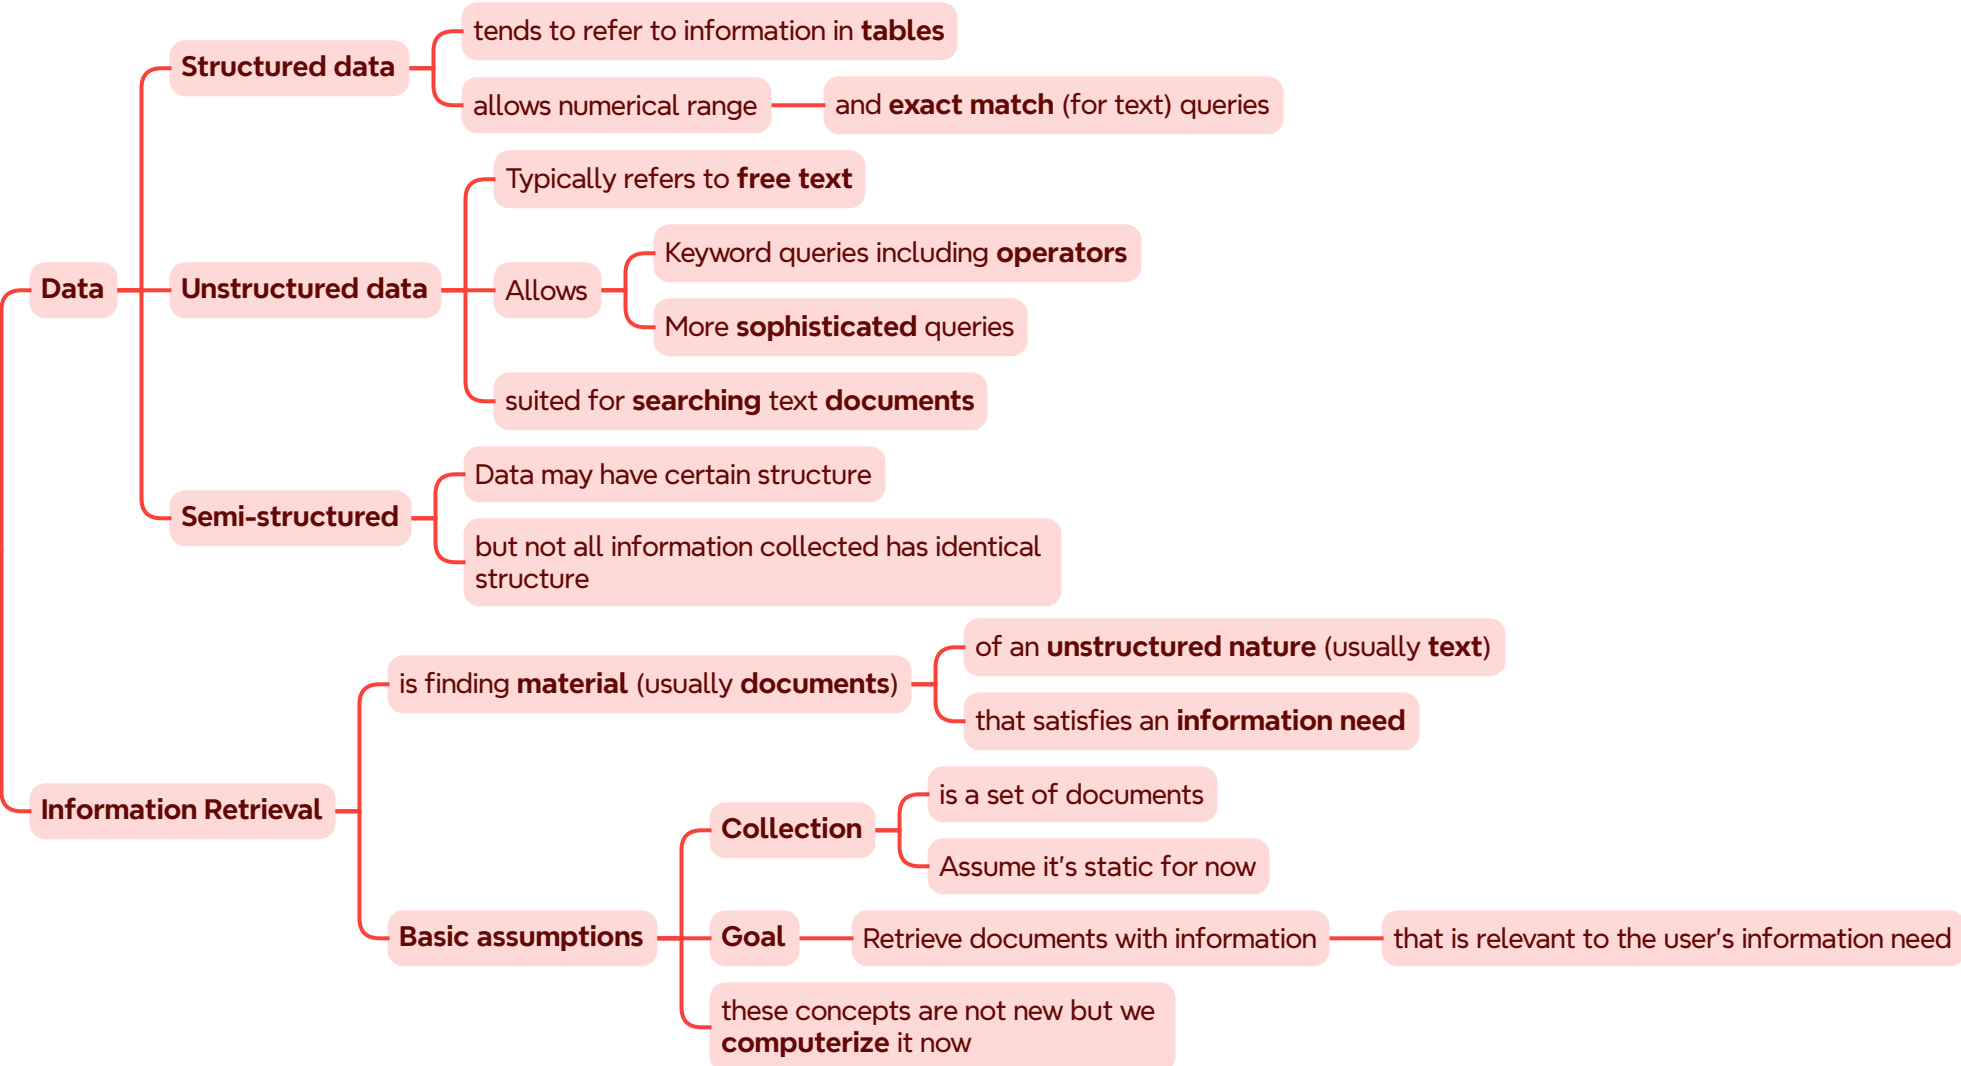 tends to refer to information in tables
Structured data
allows numerical range
and exact match (for text) queries
Typically refers to free text
Keyword queries including operators
Data
Unstructured data
Allows
More sophisticated queries
suited for searching text documents
Data may have certain structure
Semi-structured
but not all information collected has identical
structure
of an unstructured nature (usually text)
is finding material (usually documents)
that satisfies an information need
Information Retrieval
is a set of documents
Collection
Assume it's static for now
Basic assumptions
Goal
Retrieve documents with information
that is relevant to the user's information need
these concepts are not new but we
computerize it now